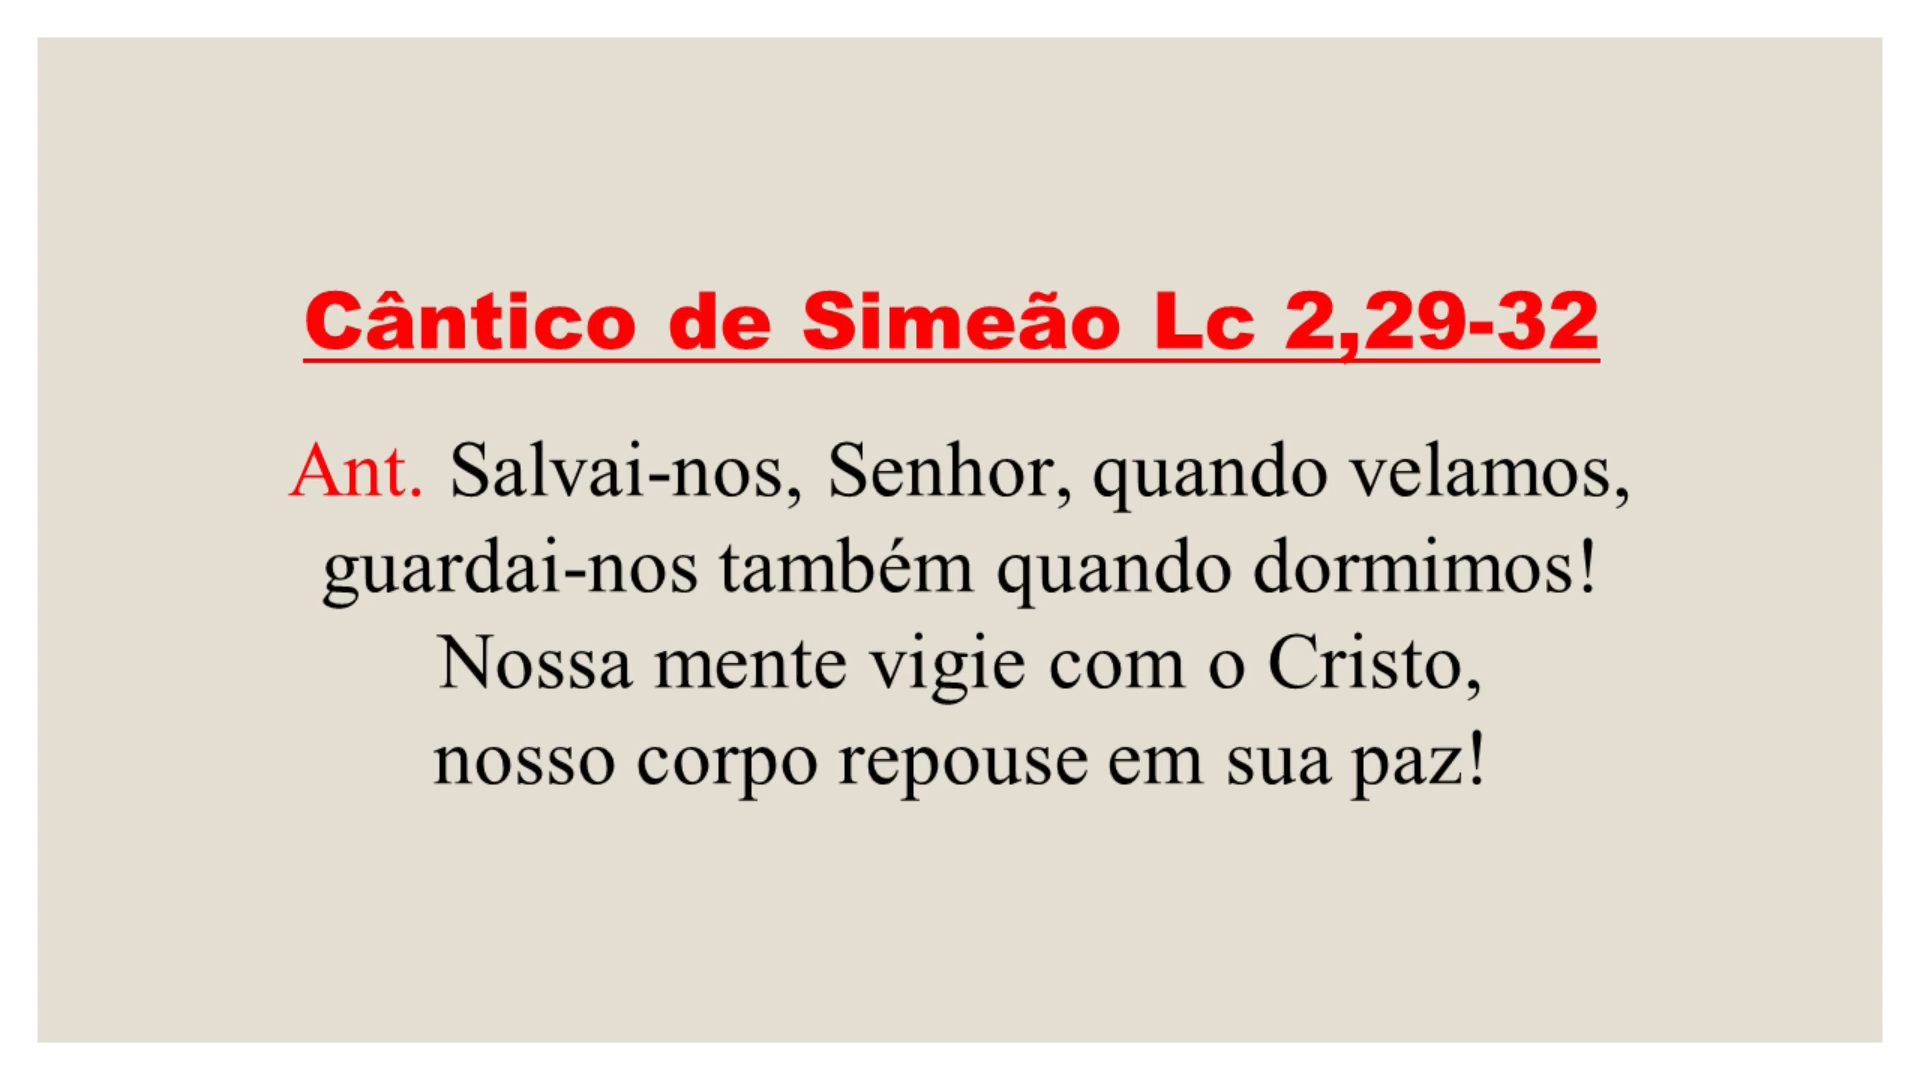 Cântico de Simeão Lc 2,29-32
Ant. Salvai-nos, Senhor, quando velamos,
guardai-nos também quando dormimos!
Nossa mente vigie com o Cristo,
nosso corpo repouse em sua paz!